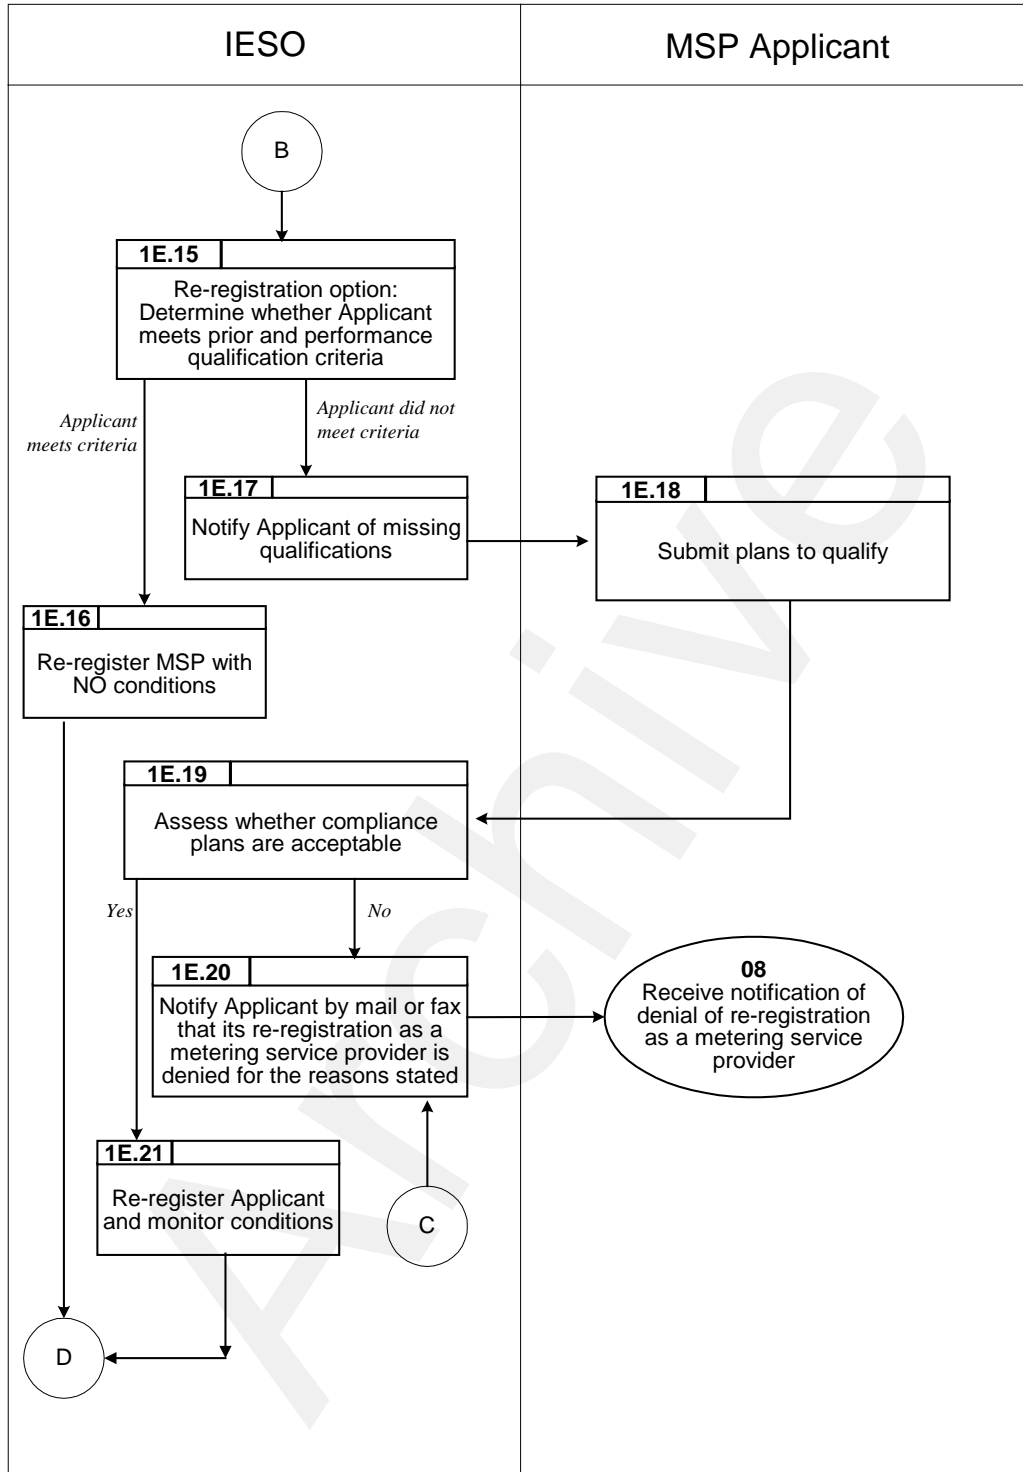 IESO
MSP Applicant
B
1E.15
Re-registration option:
Determine whether Applicant
meets prior and performance
qualification criteria
Applicant
meets criteria
Applicant did not
meet criteria
1E.17
Notify Applicant of missing
qualifications
1E.18
Submit plans to qualify
1E.16
Re-register MSP with
NO conditions
1E.19
Assess whether compliance
plans are acceptable
Yes
No
1E.20
Notify Applicant by mail or fax
that its re-registration as a
metering service provider is
denied for the reasons stated
08
Receive notification of
denial of re-registration
as a metering service
provider
1E.21
Re-register Applicant
and monitor conditions
C
D
Archive